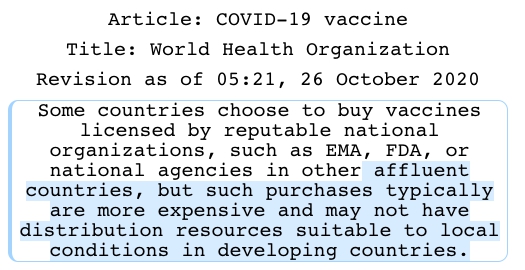 Article: COVID-19 vaccine
Title: World Health Organization
Revision as of 05:21, 26 October 2020
Some countries choose to buy vaccines
licensed by reputable national
organizations, such as EMA, FDA, or
national agencies in other affluent
countries, but such purchases typically
are more expensive and may not have
distribution resources suitable to local
conditions in developing countries.